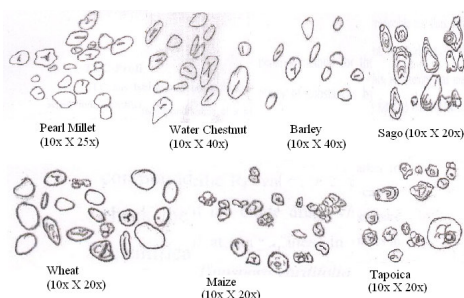 Pearl Millet
(10x X 25x)
Water Chestnut
(10x X 40x)
Barley
(10x X 40x)
Sago (10x X 20x)
Wheat
(10x X 20x)
Maize
(10x X 20x)
Tapoica
(10x X 20x)